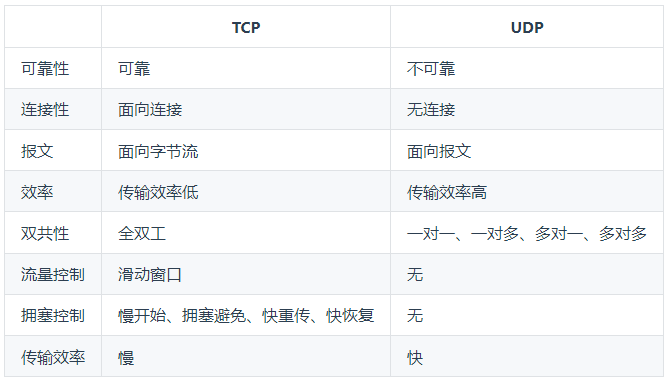 TCP UDP
可靠性 可靠 不可靠
连接性 面向连接 无连接
报文 面向字节流 面向报文
效率 传输效率低 传输效率高
双共性 全双工 一对一、一对多、多对一、多对多
流量控制 滑动窗口 无
拥塞控制 慢开始、拥塞避免、快重传、快恢复 无
传输效率 慢 快